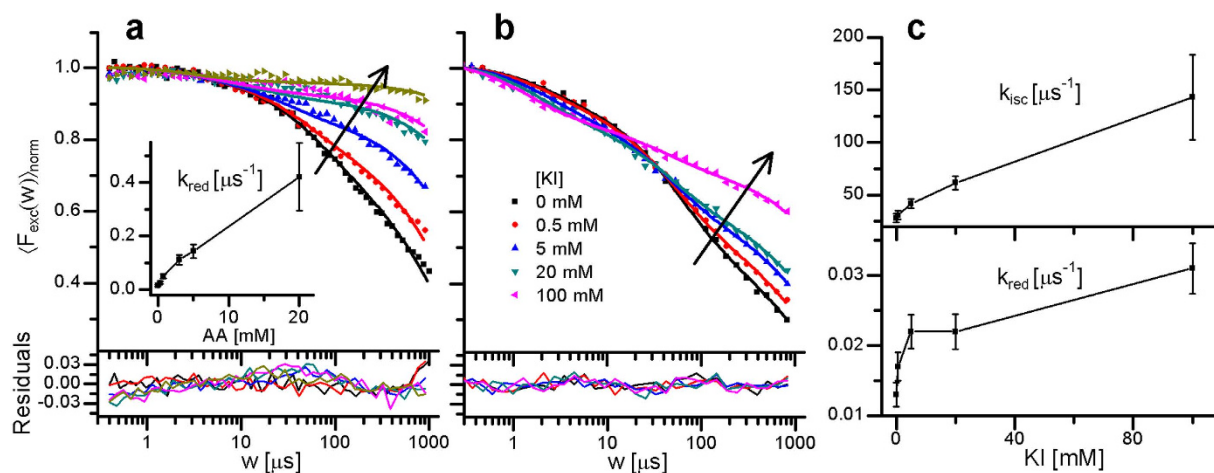 a
⟨F_exc(w)⟩_norm
1.0
0.8
0.6
0.4
k_red [µs⁻¹]
0.4
0.2
0.0
0 5 10 15 20
AA [mM]
Residuals
0.03
0.00
-0.03
1 10 100 1000
w [µs]
b
[KI]
0 mM
0.5 mM
5 mM
20 mM
100 mM
1 10 100 1000
w [µs]
c
200
150
100
50
k_isc [µs⁻¹]
0.03
0.02
0.01
k_red [µs⁻¹]
0 40 80
KI [mM]